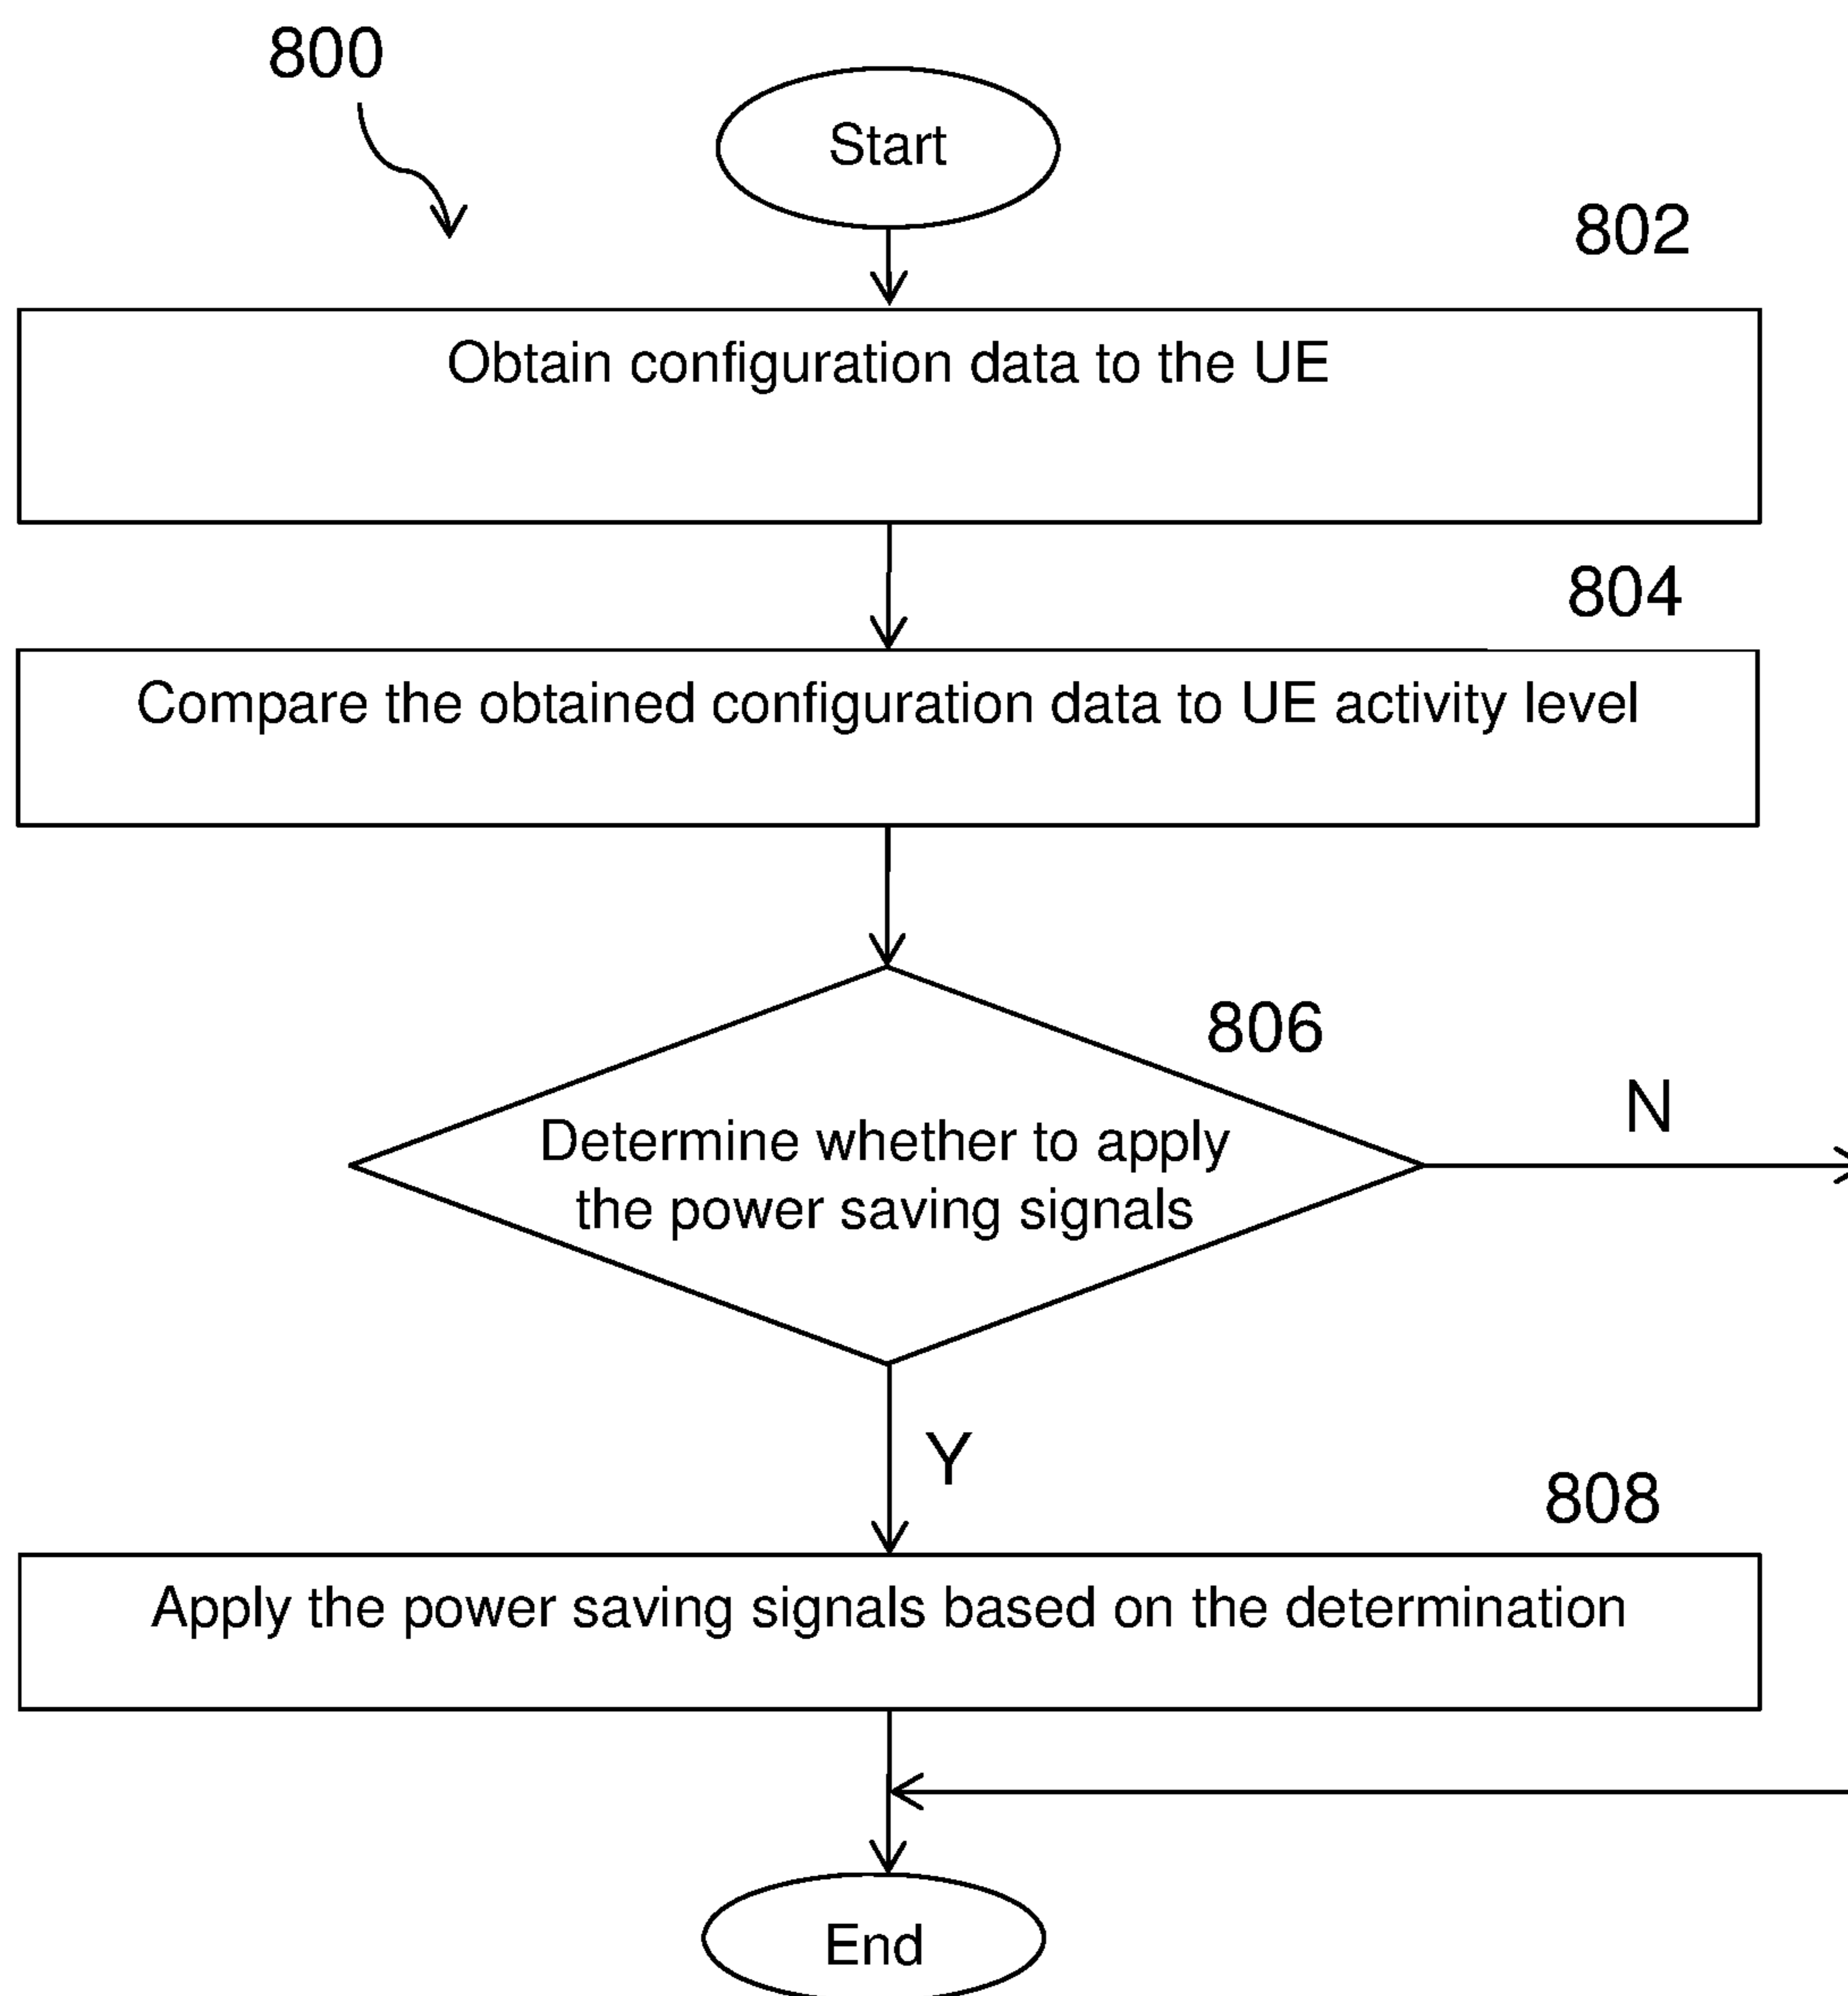 800
Start
802
Obtain configuration data to the UE
804
Compare the obtained configuration data to UE activity level
806
Determine whether to apply
the power saving signals
N
Y
808
Apply the power saving signals based on the determination
End